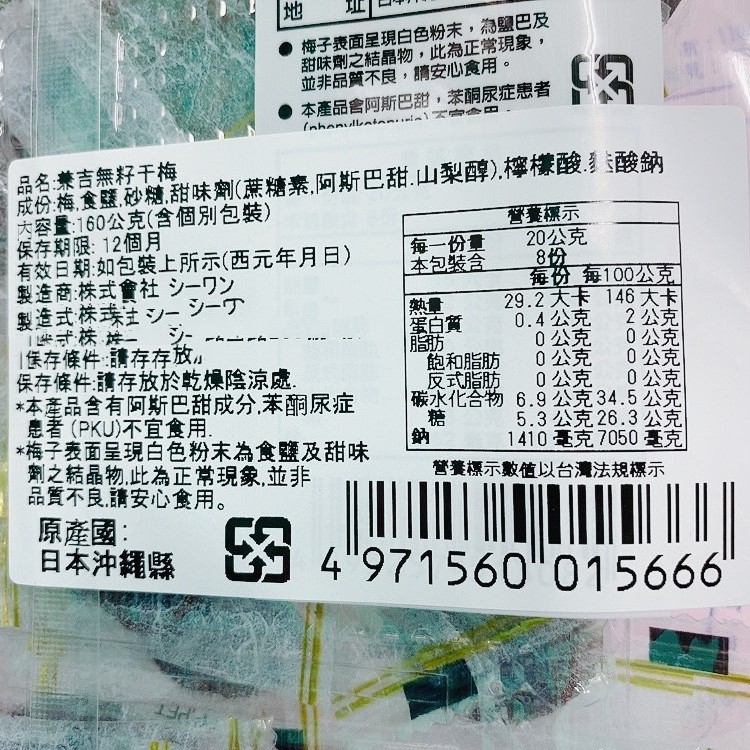 地 址
● 梅子表面呈現白色粉末，為鹽巴及
甜味劑之結晶物，此為正常現象，
並非品質不良，請安心食用。
● 本產品含阿斯巴甜，苯酮尿症患者
(phenylketonuria)不宜食用。
品名:兼吉無籽干梅
成份:梅,食鹽,砂糖,甜味劑(蔗糖素,阿斯巴甜.山梨醇),檸檬酸.麩酸鈉
內容量:160公克(含個別包裝)
保存期限: 12個月
有效日期:如包裝上所示(西元年月日)
製造商:株式會社 シーワン
製造 株式 シーワ
保存條件:請存 存放
保存條件:請存放於乾燥陰涼處.
*本產品含有阿斯巴甜成分,苯酮尿症
患者 (PKU)不宜食用.
*梅子表面呈現白色粉末為食鹽及甜味
劑之結晶物,此為正常現象,並非
品質不良,請安心食用。
原產國:
日本沖繩縣
營養標示
每一份量 20公克
本包裝含 8份
每份 每100公克
熱量 29.2 大卡 146 大卡
蛋白質 0.4 公克 2 公克
脂肪 0 公克 0 公克
飽和脂肪 0 公克 0 公克
反式脂肪 0 公克 0 公克
碳水化合物 6.9 公克 34.5 公克
糖 5.3 公克 26.3 公克
鈉 1410 毫克 7050 毫克
營養標示數值以台灣法規標示
4 971560 015666